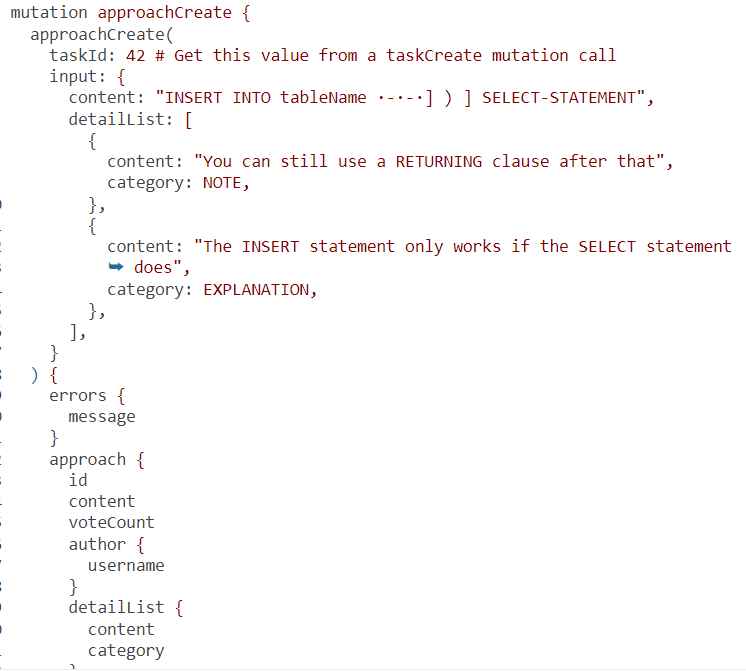 mutation approachCreate {
approachCreate(
taskId: 42 # Get this value from a taskCreate mutation call
input: {
content: "INSERT INTO tableName ·-·-·] ) ] SELECT-STATEMENT",
detailList: [
{
content: "You can still use a RETURNING clause after that",
category: NOTE,
},
{
content: "The INSERT statement only works if the SELECT statement
➥ does",
category: EXPLANATION,
},
],
}
) {
errors {
message
}
approach {
id
content
voteCount
author {
username
}
detailList {
content
category